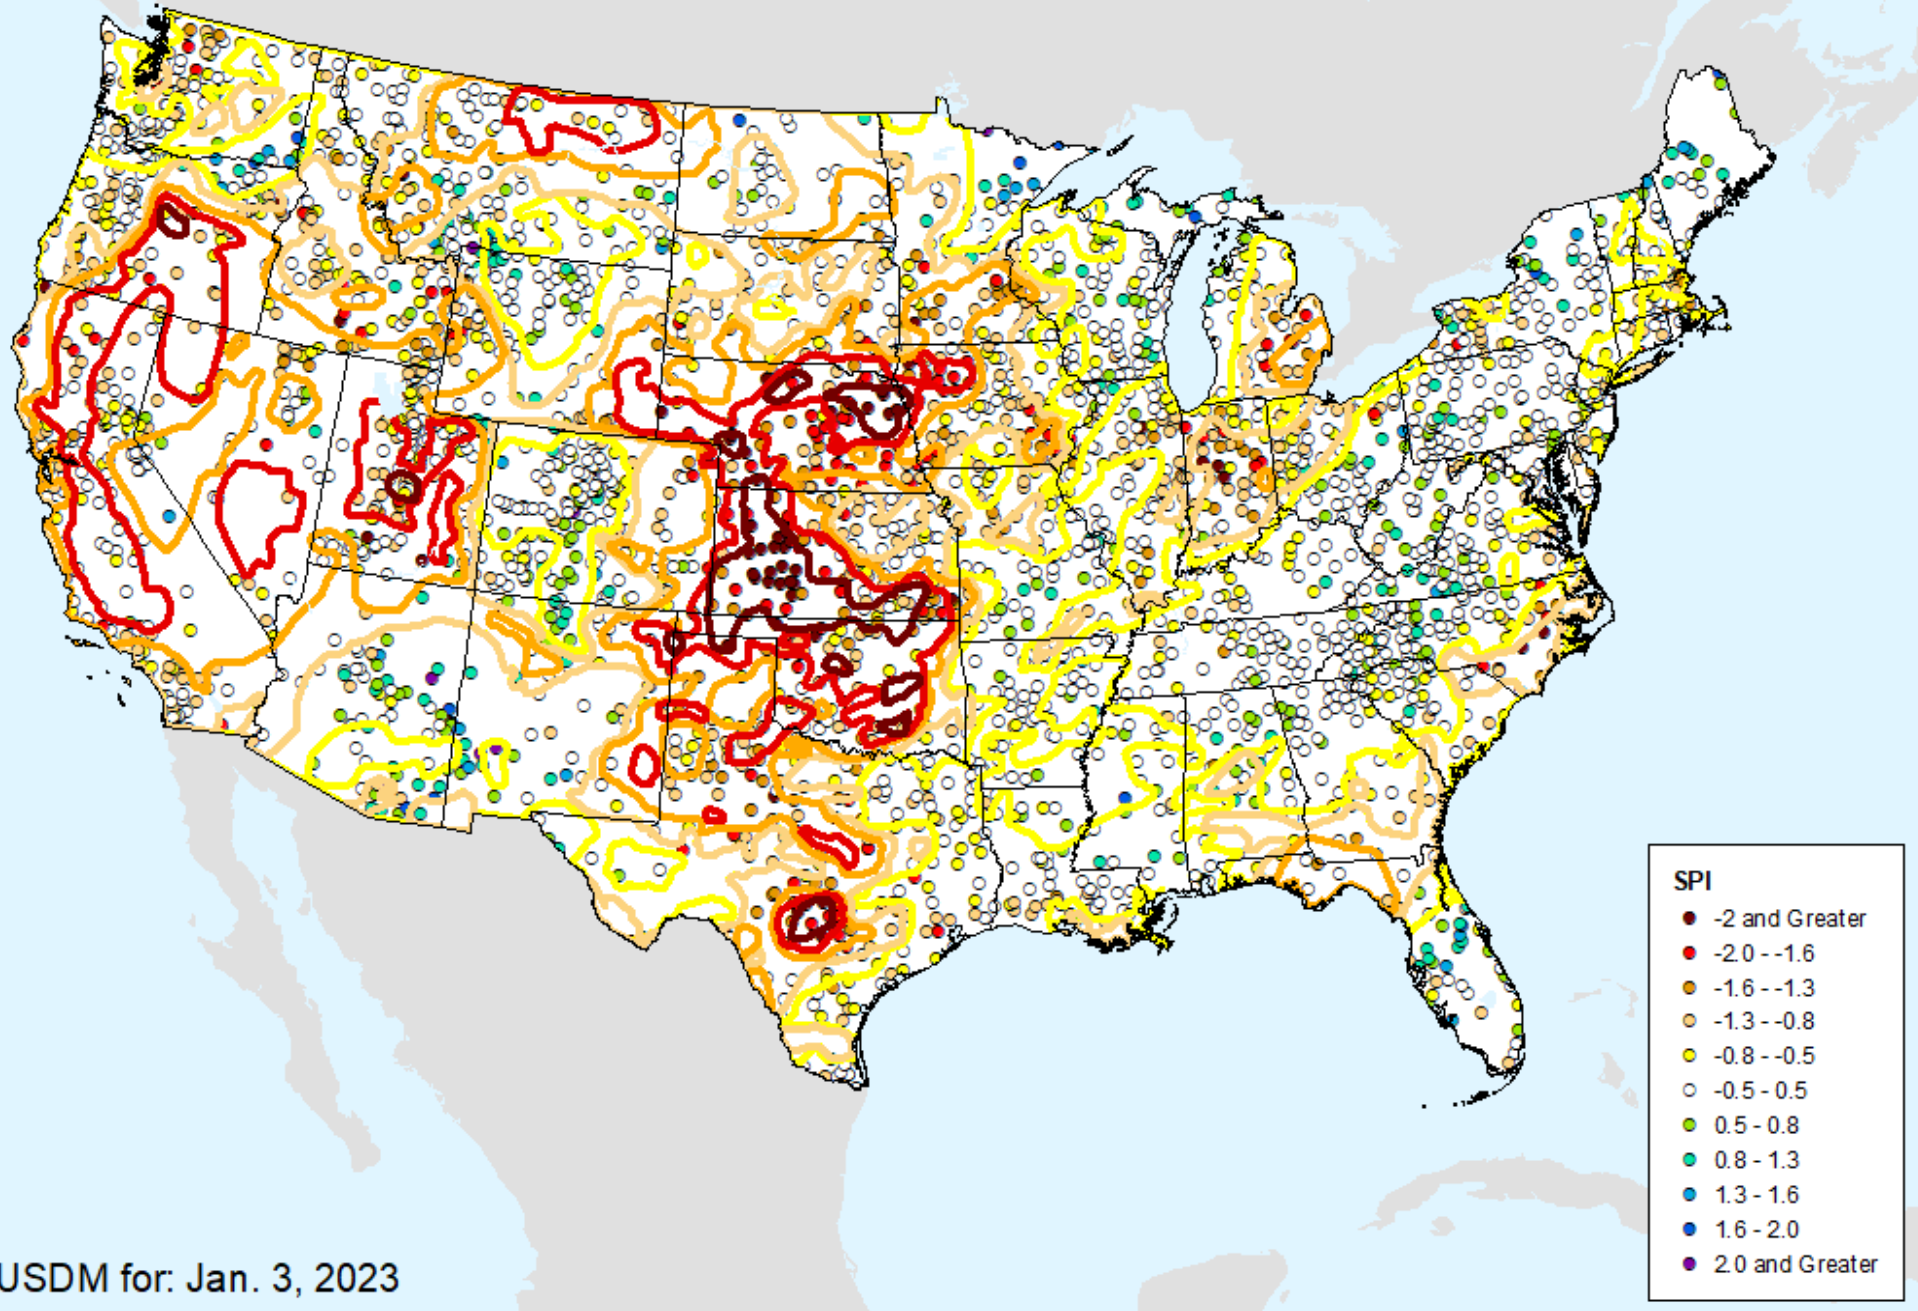 SPI
-2 and Greater
-2.0 - -1.6
-1.6 - -1.3
-1.3 - -0.8
-0.8 - -0.5
-0.5 - 0.5
0.5 - 0.8
0.8 - 1.3
1.3 - 1.6
1.6 - 2.0
2.0 and Greater
USDM for: Jan. 3, 2023